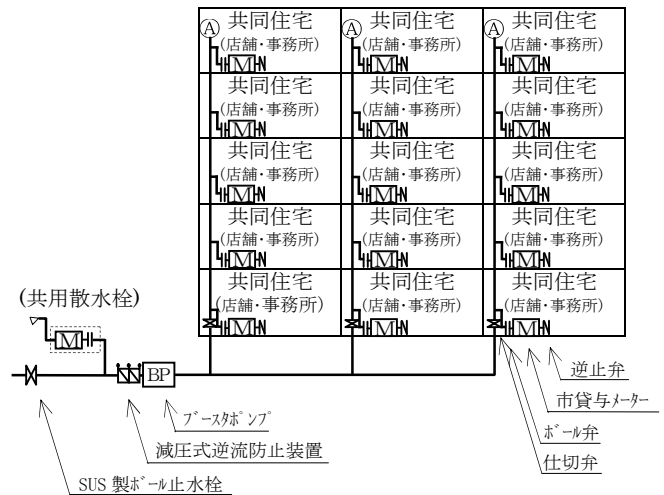 Ⓐ 共同住宅 Ⓐ 共同住宅 Ⓐ 共同住宅
(店舗・事務所) (店舗・事務所) (店舗・事務所)
M N M N M N
共同住宅 共同住宅 共同住宅
(店舗・事務所) (店舗・事務所) (店舗・事務所)
M N M N M N
共同住宅 共同住宅 共同住宅
(店舗・事務所) (店舗・事務所) (店舗・事務所)
M N M N M N
共同住宅 共同住宅 共同住宅
(店舗・事務所) (店舗・事務所) (店舗・事務所)
M N M N M N
共同住宅 共同住宅 共同住宅
(店舗・事務所) (店舗・事務所) (店舗・事務所)
M N M N M N
(共用散水栓)
M
BP
逆止弁
市貸与メーター
ボール弁
仕切弁
ブースタポンプ
減圧式逆流防止装置
SUS 製ボール止水栓